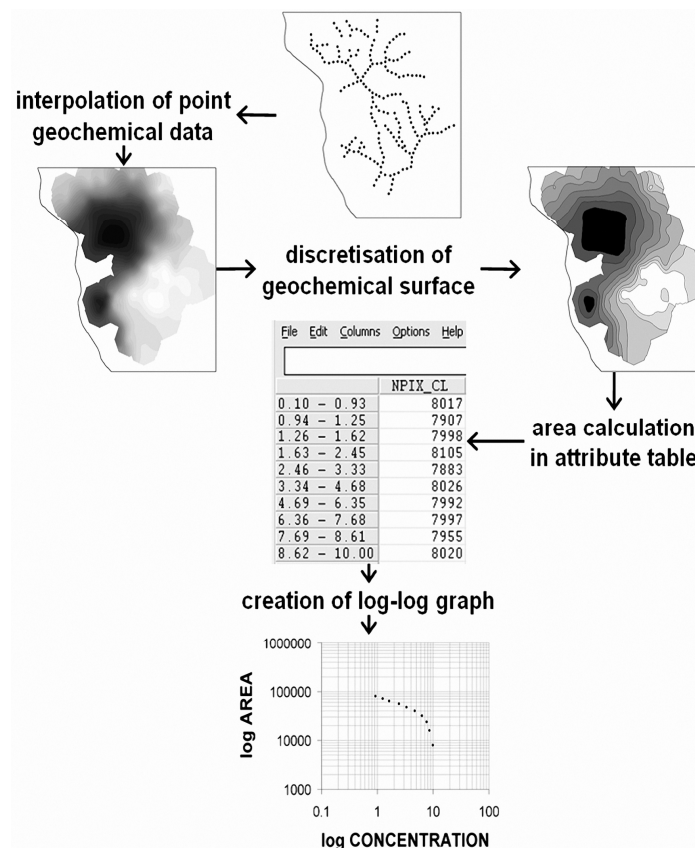 interpolation of point
geochemical data
discretisation of
geochemical surface
File Edit Columns Options Help
NPIX_CL
0.10 – 0.93 8017
0.94 – 1.25 7907
1.26 – 1.62 7998
1.63 – 2.45 8105
2.46 – 3.33 7883
3.34 – 4.68 8026
4.69 – 6.35 7992
6.36 – 7.68 7997
7.69 – 8.61 7955
8.62 – 10.00 8020
area calculation
in attribute table
creation of log-log graph
1000000
100000
10000
1000
log AREA
0.1 1 10 100
log CONCENTRATION